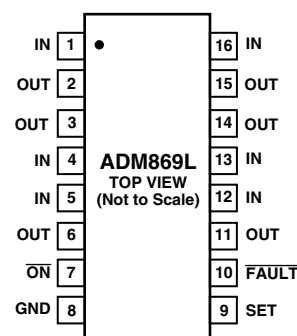 IN 1 16 IN
OUT 2 15 OUT
OUT 3 14 OUT
IN 4 ADM869L 13 IN
TOP VIEW
IN 5 (Not to Scale) 12 IN
OUT 6 11 OUT
ON 7 10 FAULT
GND 8 9 SET